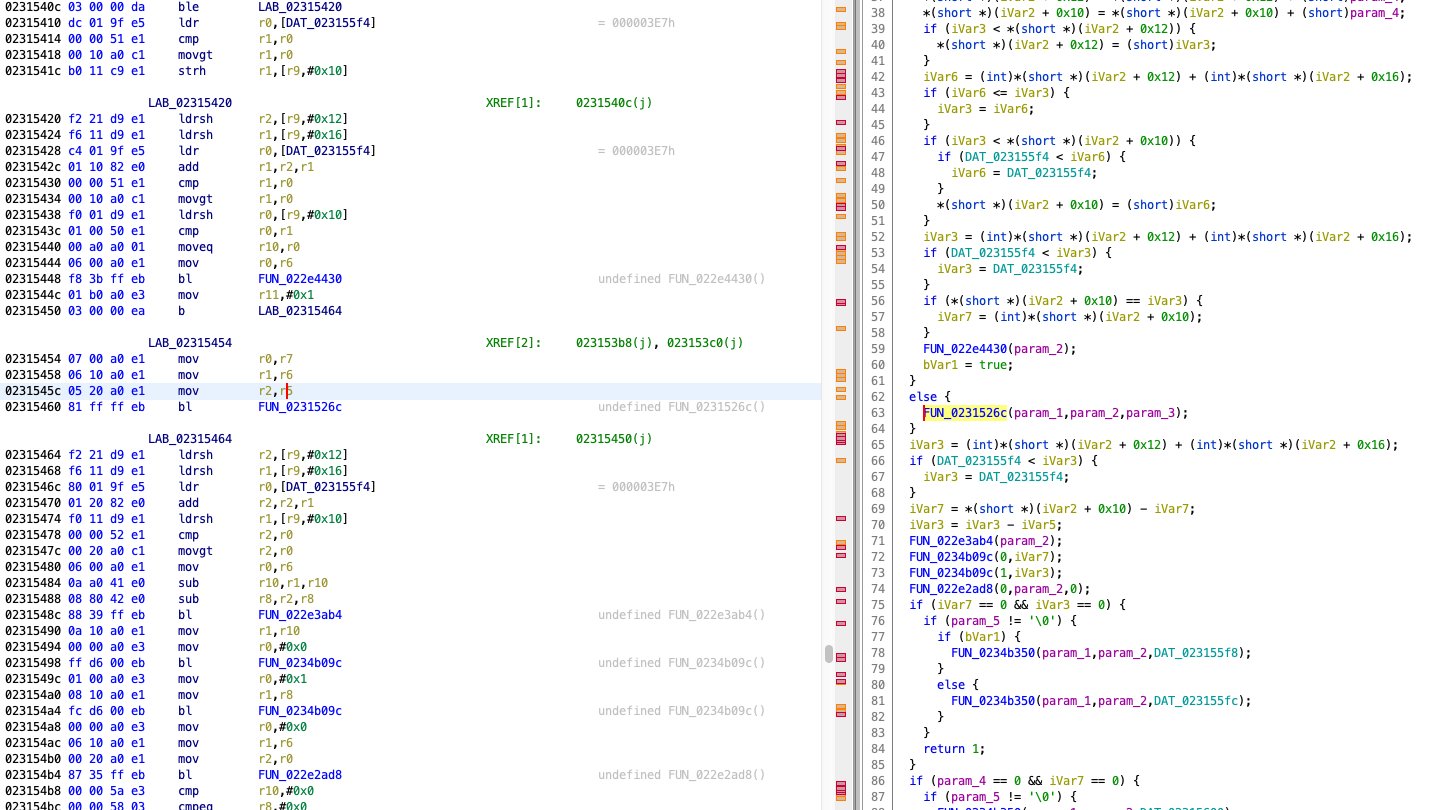 0231540c 03 00 00 da ble LAB_02315420
02315410 dc 01 9f e5 ldr r0,[DAT_023155f4] = 000003E7h
02315414 00 00 51 e1 cmp r1,r0
02315418 00 10 a0 c1 movgt r1,r0
0231541c b0 11 c9 e1 strh r1,[r9,#0x10]
LAB_02315420 XREF[1]: 0231540c(j)
02315420 f2 21 d9 e1 ldrsh r2,[r9,#0x12]
02315424 f6 11 d9 e1 ldrsh r1,[r9,#0x16]
02315428 c4 01 9f e5 ldr r0,[DAT_023155f4] = 000003E7h
0231542c 01 10 82 e0 add r1,r2,r1
02315430 00 00 51 e1 cmp r1,r0
02315434 00 10 a0 c1 movgt r1,r0
02315438 f0 01 d9 e1 ldrsh r0,[r9,#0x10]
0231543c 01 00 50 e1 cmp r0,r1
02315440 00 a0 a0 01 moveq r10,r0
02315444 06 00 a0 e1 mov r0,r6
02315448 f8 3b ff eb bl FUN_022e4430 undefined FUN_022e4430()
0231544c 01 b0 a0 e3 mov r11,#0x1
02315450 03 00 00 ea b LAB_02315464
LAB_02315454 XREF[2]: 023153b8(j), 023153c0(j)
02315454 07 00 a0 e1 mov r0,r7
02315458 06 10 a0 e1 mov r1,r6
0231545c 05 20 a0 e1 mov r2,r5
02315460 81 ff ff eb bl FUN_0231526c undefined FUN_0231526c()
LAB_02315464 XREF[1]: 02315450(j)
02315464 f2 21 d9 e1 ldrsh r2,[r9,#0x12]
02315468 f6 11 d9 e1 ldrsh r1,[r9,#0x16]
0231546c 80 01 9f e5 ldr r0,[DAT_023155f4] = 000003E7h
02315470 01 20 82 e0 add r2,r2,r1
02315474 f0 11 d9 e1 ldrsh r1,[r9,#0x10]
02315478 00 00 52 e1 cmp r2,r0
0231547c 00 20 a0 c1 movgt r2,r0
02315480 06 00 a0 e1 mov r0,r6
02315484 0a a0 41 e0 sub r10,r1,r10
02315488 08 80 42 e0 sub r8,r2,r8
0231548c 88 39 ff eb bl FUN_022e3ab4 undefined FUN_022e3ab4()
02315490 0a 10 a0 e1 mov r1,r10
02315494 00 00 a0 e3 mov r0,#0x0
02315498 ff d6 00 eb bl FUN_0234b09c undefined FUN_0234b09c()
0231549c 01 00 a0 e3 mov r0,#0x1
023154a0 08 10 a0 e1 mov r1,r8
023154a4 fc d6 00 eb bl FUN_0234b09c undefined FUN_0234b09c()
023154a8 00 00 a0 e3 mov r0,#0x0
023154ac 06 10 a0 e1 mov r1,r6
023154b0 00 20 a0 e1 mov r2,r0
023154b4 87 35 ff eb bl FUN_022e2ad8 undefined FUN_022e2ad8()
023154b8 00 00 5a e3 cmp r10,#0x0
023154bc 00 00 58 03 cmpeq r8,#0x0
38 *(short *)(iVar2 + 0x10) = *(short *)(iVar2 + 0x10) + (short)param_4;
39 if (iVar3 < *(short *)(iVar2 + 0x12)) {
40 *(short *)(iVar2 + 0x12) = (short)iVar3;
41 }
42 iVar6 = (int)*(short *)(iVar2 + 0x12) + (int)*(short *)(iVar2 + 0x16);
43 if (iVar6 <= iVar3) {
44 iVar3 = iVar6;
45 }
46 if (iVar3 < *(short *)(iVar2 + 0x10)) {
47 if (DAT_023155f4 < iVar6) {
48 iVar6 = DAT_023155f4;
49 }
50 *(short *)(iVar2 + 0x10) = (short)iVar6;
51 }
52 iVar3 = (int)*(short *)(iVar2 + 0x12) + (int)*(short *)(iVar2 + 0x16);
53 if (DAT_023155f4 < iVar3) {
54 iVar3 = DAT_023155f4;
55 }
56 if (*(short *)(iVar2 + 0x10) == iVar3) {
57 iVar7 = (int)*(short *)(iVar2 + 0x10);
58 }
59 FUN_022e4430(param_2);
60 bVar1 = true;
61 }
62 else {
63 FUN_0231526c(param_1,param_2,param_3);
64 }
65 iVar3 = (int)*(short *)(iVar2 + 0x12) + (int)*(short *)(iVar2 + 0x16);
66 if (DAT_023155f4 < iVar3) {
67 iVar3 = DAT_023155f4;
68 }
69 iVar7 = *(short *)(iVar2 + 0x10) - iVar7;
70 iVar3 = iVar3 - iVar5;
71 FUN_022e3ab4(param_2);
72 FUN_0234b09c(0,iVar7);
73 FUN_0234b09c(1,iVar3);
74 FUN_022e2ad8(0,param_2,0);
75 if (iVar7 == 0 && iVar3 == 0) {
76 if (param_5 != '\0') {
77 if (bVar1) {
78 FUN_0234b350(param_1,param_2,DAT_023155f8);
79 }
80 else {
81 FUN_0234b350(param_1,param_2,DAT_023155fc);
82 }
83 }
84 return 1;
85 }
86 if (param_4 == 0 && iVar7 == 0) {
87 if (param_5 != '\0') {